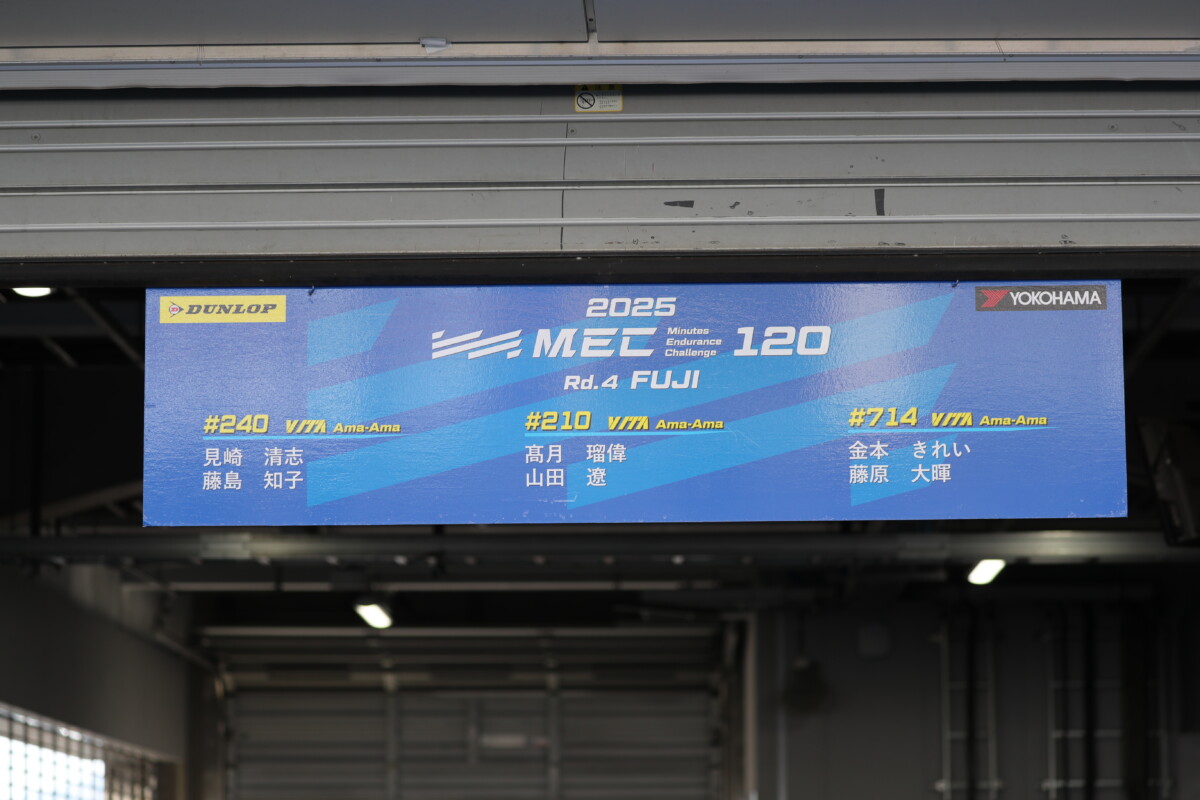 DUNLOP
YOKOHAMA
2025
MEC Minutes Endurance Challenge 120
Rd.4 FUJI
#240 VITA Ama-Ama
見崎　清志
藤島　知子
#210 VITA Ama-Ama
髙月　瑠偉
山田　遼
#714 VITA Ama-Ama
金本　きれい
藤原　大暉